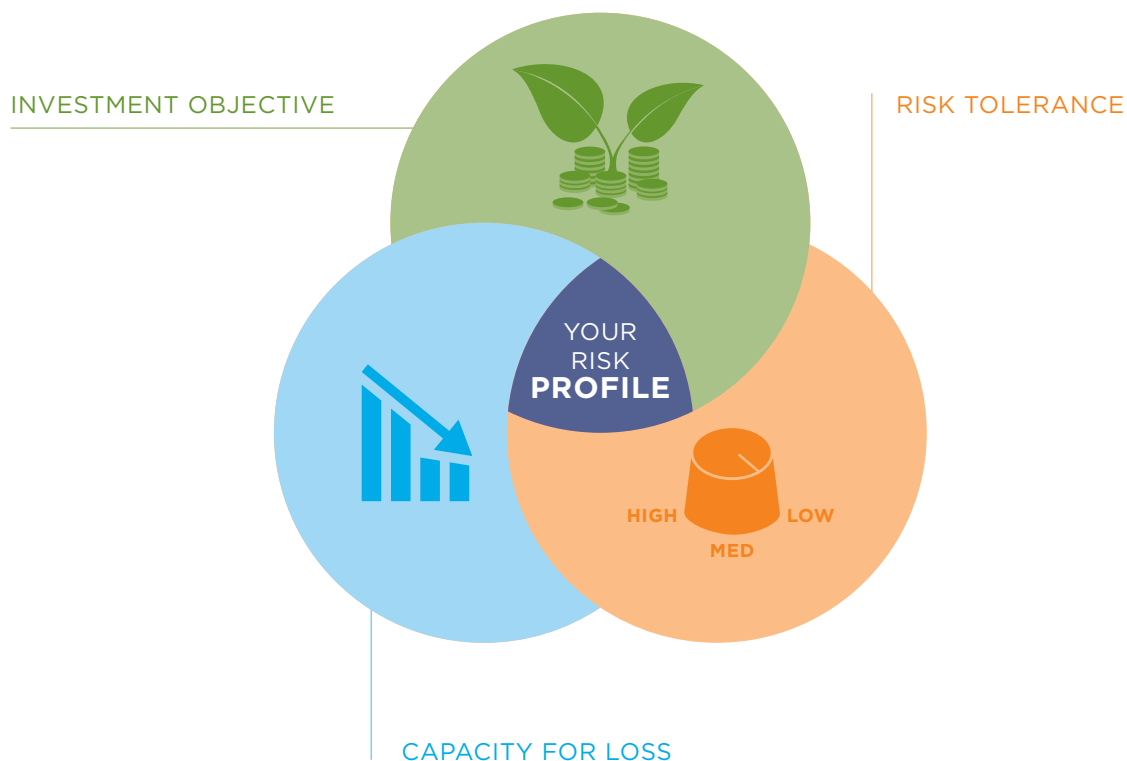 INVESTMENT OBJECTIVE
RISK TOLERANCE
YOUR
RISK
PROFILE
HIGH
LOW
MED
CAPACITY FOR LOSS